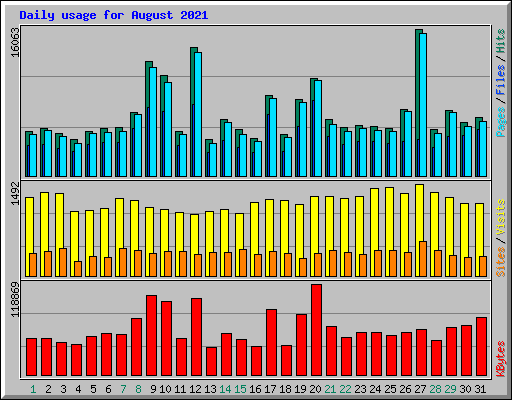 Daily usage for August 2021
16063
Pages / Files / Hits
1492
Sites / Visits
118869
KBytes
1 2 3 4 5 6 7 8 9 10 11 12 13 14 15 16 17 18 19 20 21 22 23 24 25 26 27 28 29 30 31